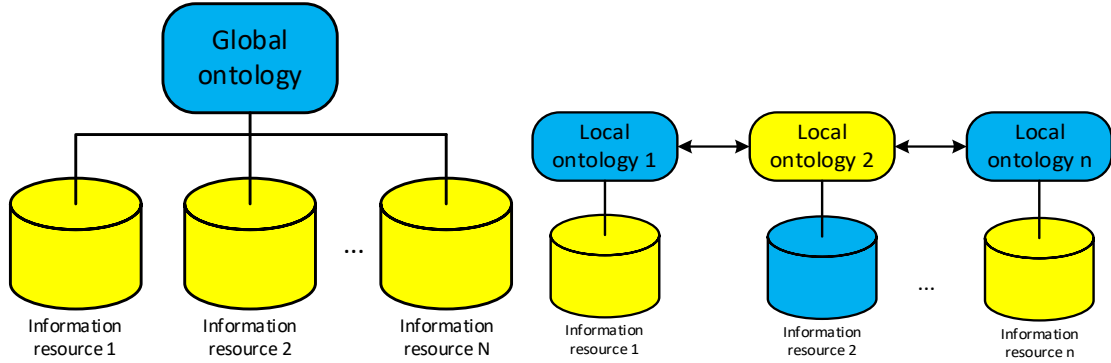 Global
ontology
...
Information
resource 1
Information
resource 2
Information
resource N
Local
ontology 1
Local
ontology 2
Local
ontology n
...
Information
resource 1
Information
resource 2
Information
resource n